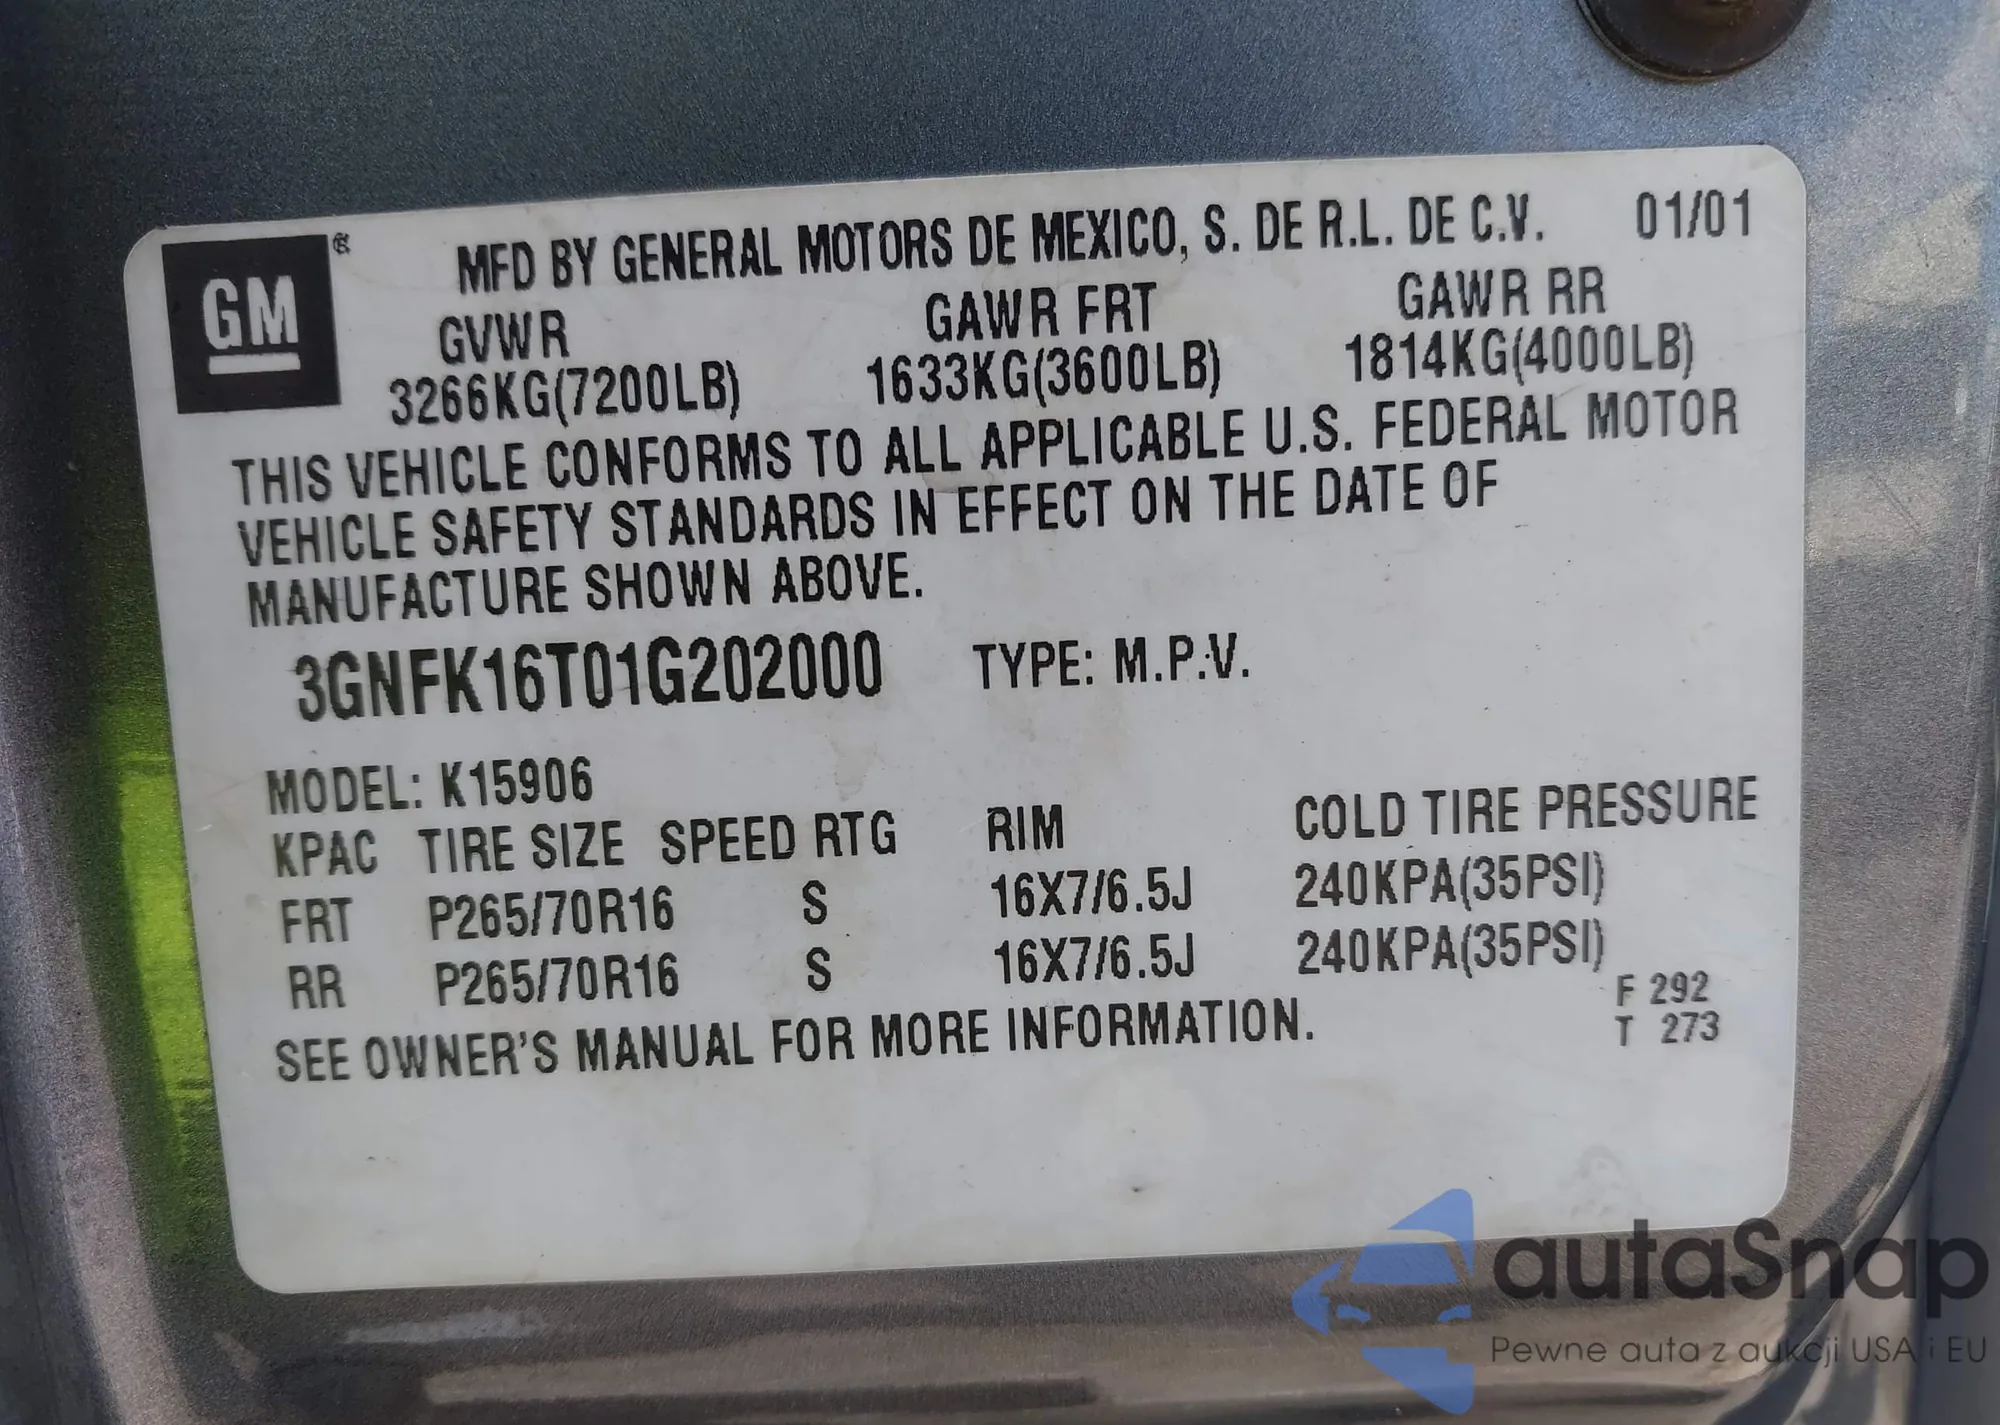 GM
MFD BY GENERAL MOTORS DE MEXICO, S. DE R.L. DE C.V. 01/01
GVWR GAWR FRT GAWR RR
3266KG(7200LB) 1633KG(3600LB) 1814KG(4000LB)
THIS VEHICLE CONFORMS TO ALL APPLICABLE U.S. FEDERAL MOTOR
VEHICLE SAFETY STANDARDS IN EFFECT ON THE DATE OF
MANUFACTURE SHOWN ABOVE.
3GNFK16T01G202000 TYPE: M.P.V.
MODEL: K15906
KPAC TIRE SIZE SPEED RTG RIM COLD TIRE PRESSURE
FRT P265/70R16 S 16X7/6.5J 240KPA(35PSI)
RR P265/70R16 S 16X7/6.5J 240KPA(35PSI)
F 292
T 273
SEE OWNER'S MANUAL FOR MORE INFORMATION.
autaSnap
Pewne auta z aukcji USA i EU